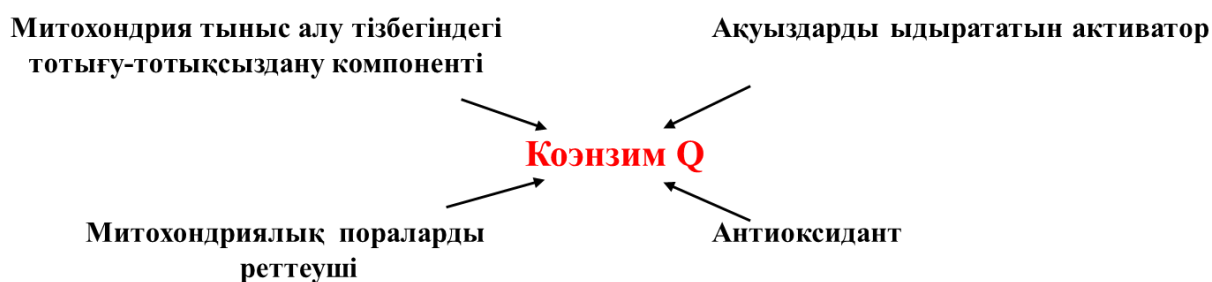 Митохондрия тыныс алу тізбегіндегі
тотығу-тотықсыздану компоненті
Ақуыздарды ыдырататын активатор
Коэнзим Q
Митохондриялық пораларды
реттеуші
Антиоксидант